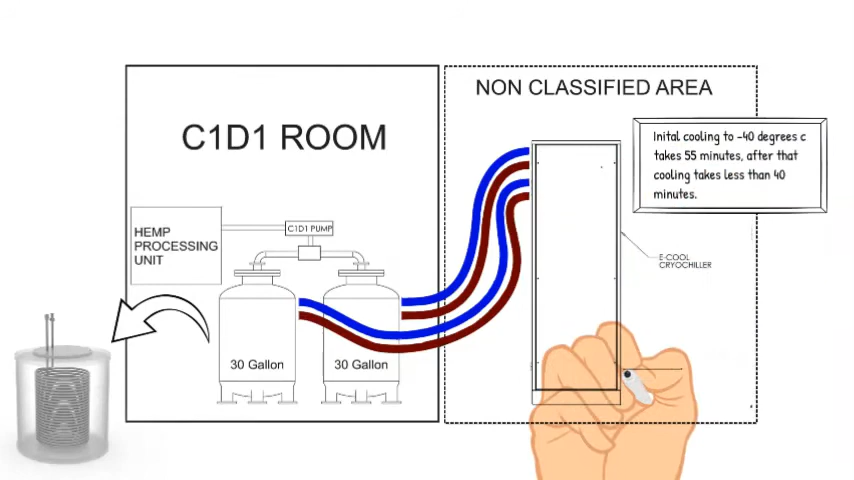 NON CLASSIFIED AREA
C1D1 ROOM
Inital cooling to -40 degrees c
takes 55 minutes, after that
cooling takes less than 40
minutes.
HEMP
PROCESSING
UNIT
C1D1 PUMP
E-COOL
CRYOCHILLER
30 Gallon
30 Gallon